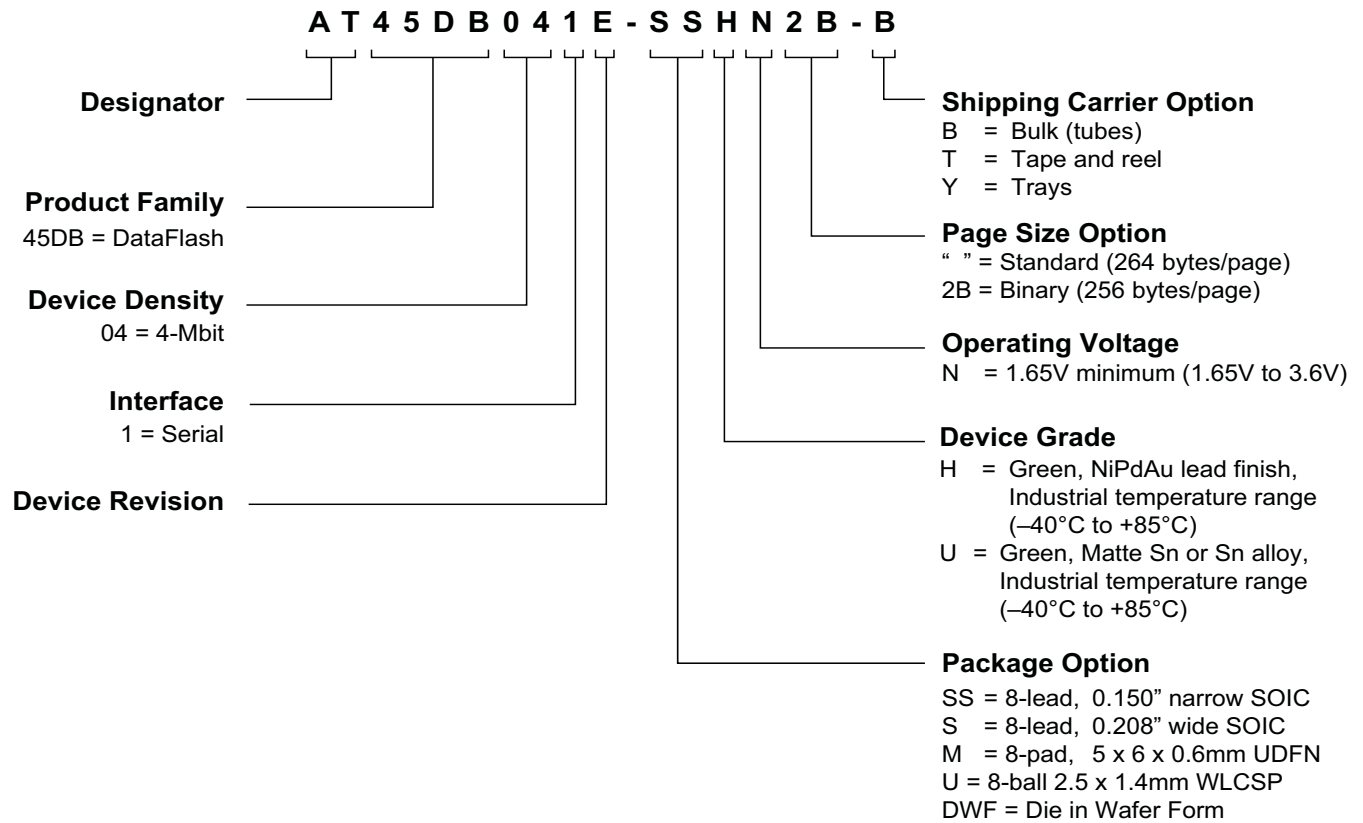 A T 4 5 D B 0 4 1 E - S S H N 2 B - B
Designator
Product Family
45DB = DataFlash
Device Density
04 = 4-Mbit
Interface
1 = Serial
Device Revision
Shipping Carrier Option
B = Bulk (tubes)
T = Tape and reel
Y = Trays
Page Size Option
“ ” = Standard (264 bytes/page)
2B = Binary (256 bytes/page)
Operating Voltage
N = 1.65V minimum (1.65V to 3.6V)
Device Grade
H = Green, NiPdAu lead finish,
Industrial temperature range
(–40°C to +85°C)
U = Green, Matte Sn or Sn alloy,
Industrial temperature range
(–40°C to +85°C)
Package Option
SS = 8-lead, 0.150” narrow SOIC
S = 8-lead, 0.208” wide SOIC
M = 8-pad, 5 x 6 x 0.6mm UDFN
U = 8-ball 2.5 x 1.4mm WLCSP
DWF = Die in Wafer Form